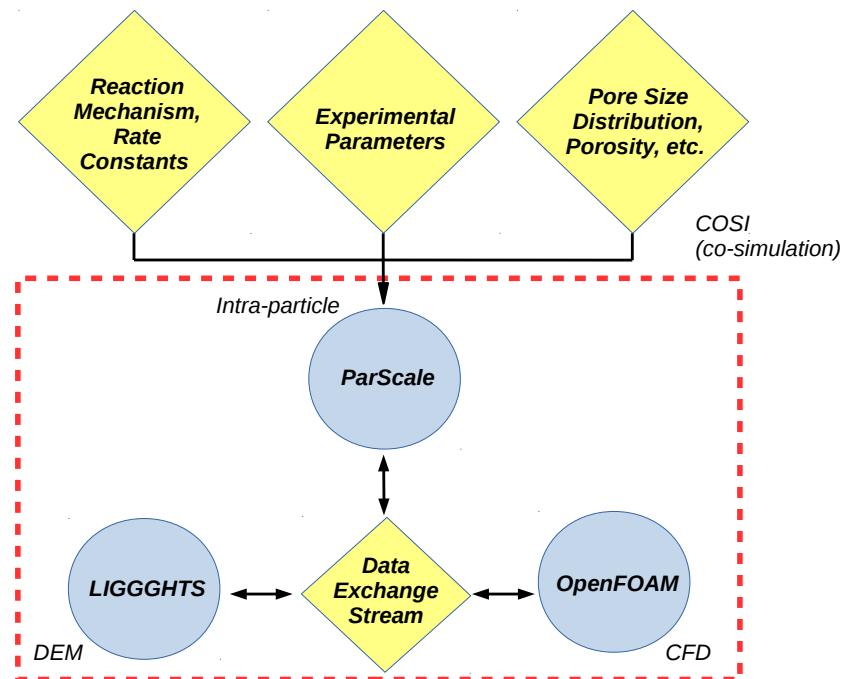 Reaction
Mechanism,
Rate
Constants
Experimental
Parameters
Pore Size
Distribution,
Porosity, etc.
COSI
(co-simulation)
Intra-particle
ParScale
LIGGGHTS
Data
Exchange
Stream
OpenFOAM
DEM
CFD